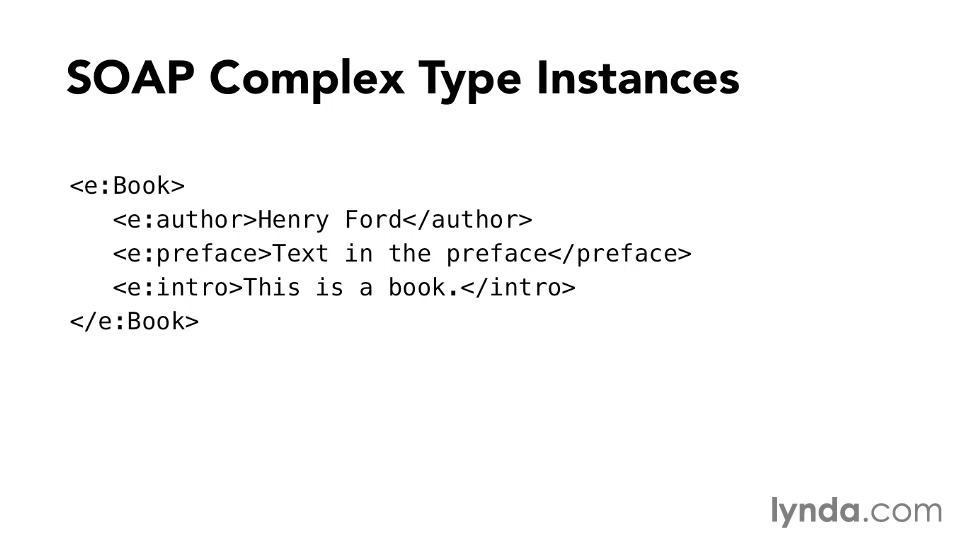 SOAP Complex Type Instances
<e:Book>
   <e:author>Henry Ford</author>
   <e:preface>Text in the preface</preface>
   <e:intro>This is a book.</intro>
</e:Book>
lynda.com